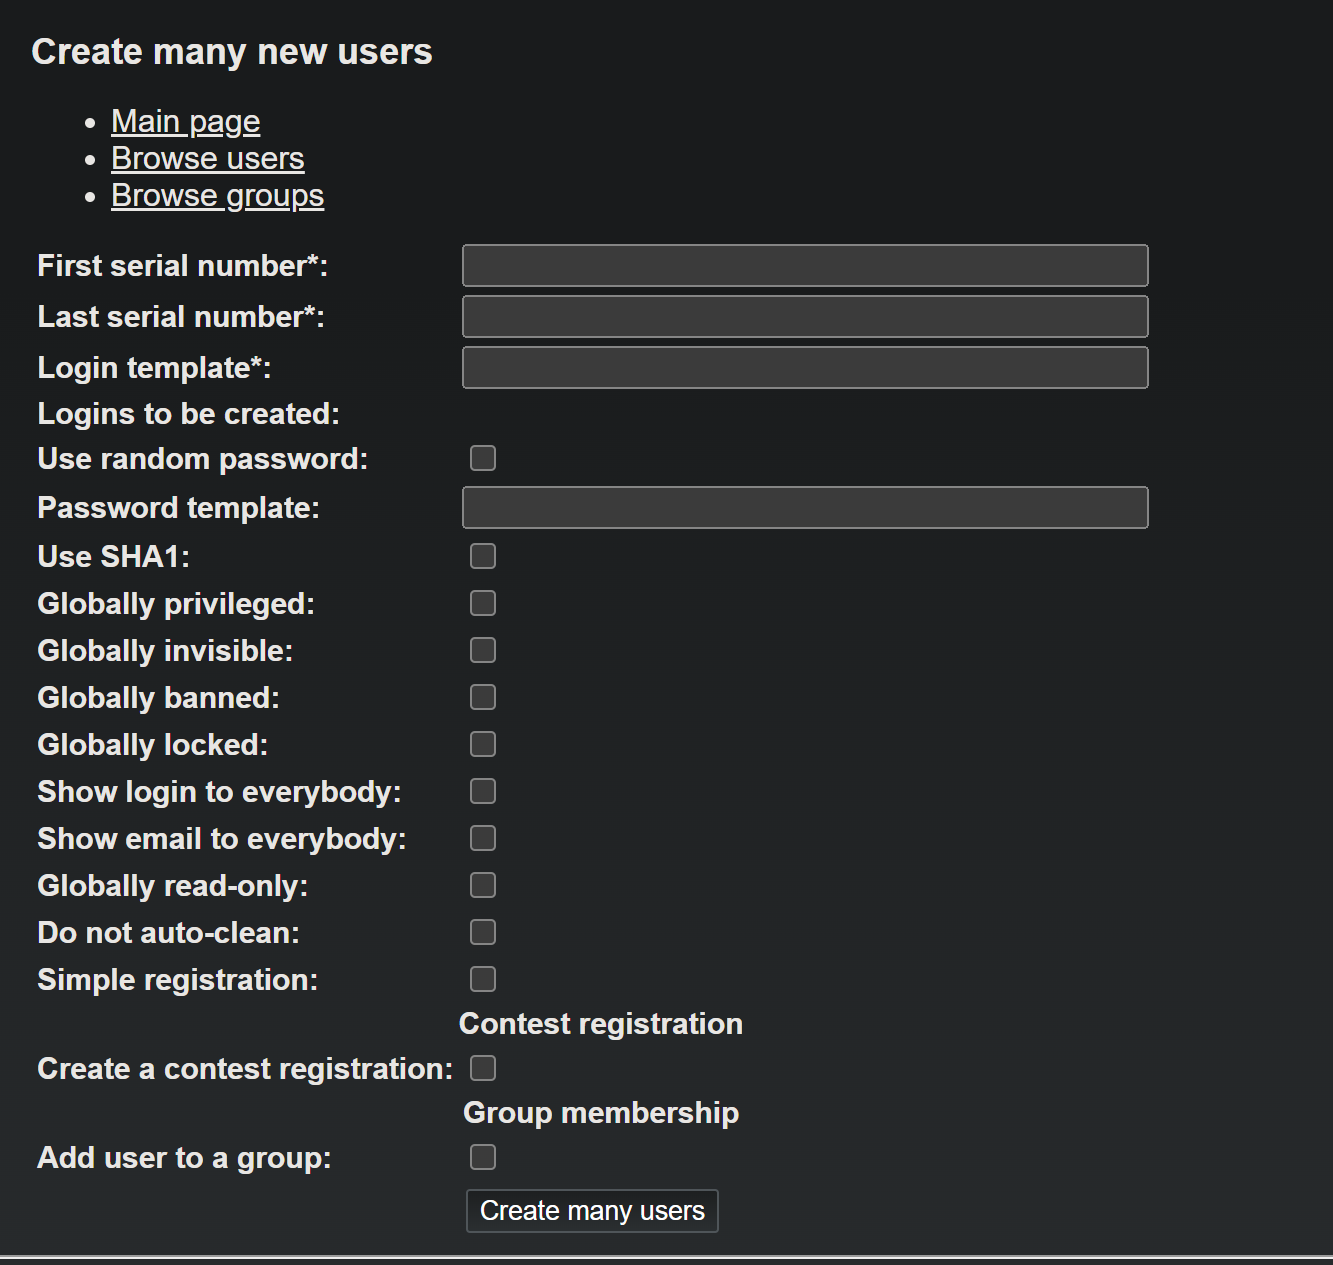 Create many new users
Main page
Browse users
Browse groups
First serial number*:
Last serial number*:
Login template*:
Logins to be created:
Use random password:
Password template:
Use SHA1:
Globally privileged:
Globally invisible:
Globally banned:
Globally locked:
Show login to everybody:
Show email to everybody:
Globally read-only:
Do not auto-clean:
Simple registration:
Contest registration
Create a contest registration:
Group membership
Add user to a group:
Create many users